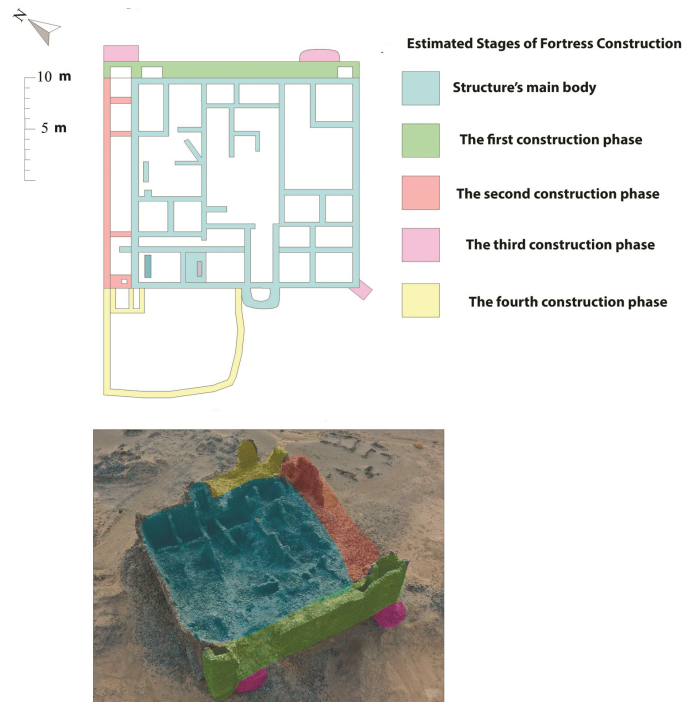 N
Estimated Stages of Fortress Construction
10 m
5 m
Structure's main body
The first construction phase
The second construction phase
The third construction phase
The fourth construction phase